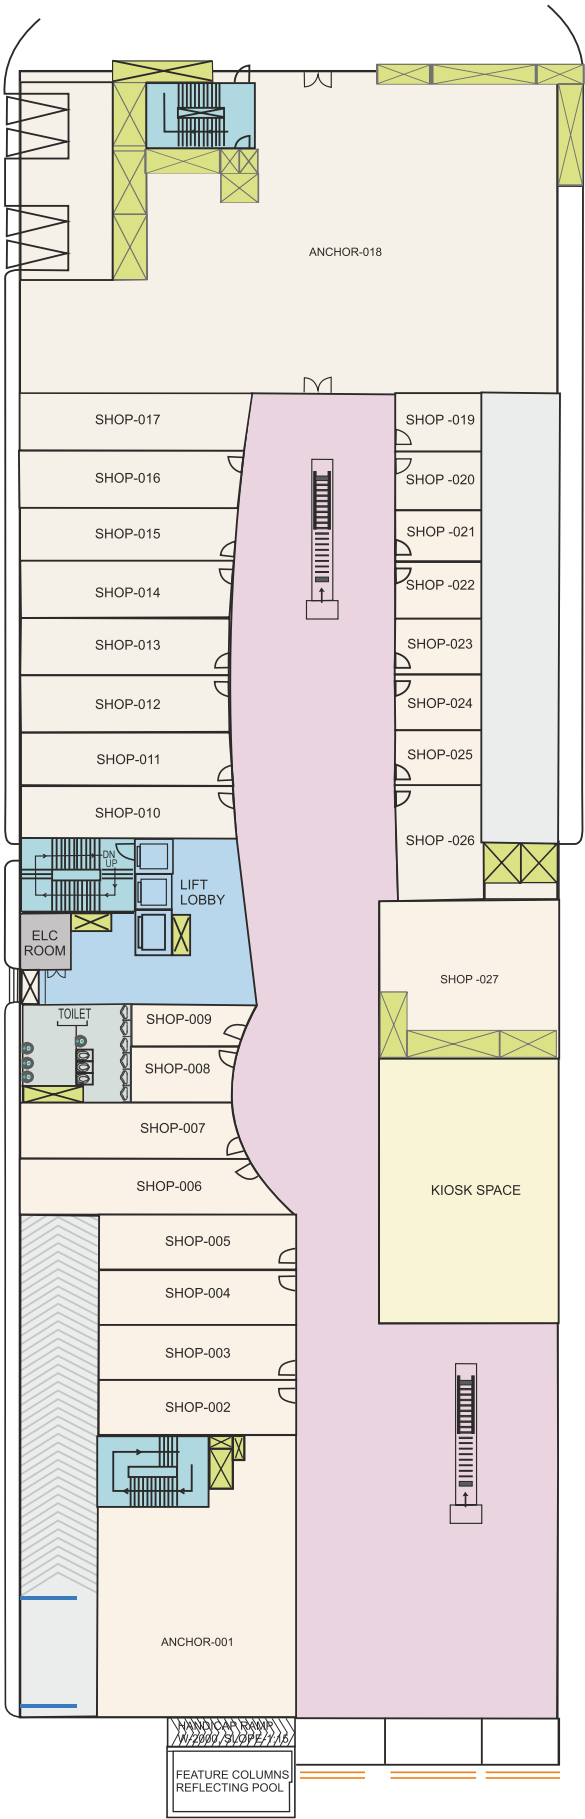 ANCHOR-018
SHOP-017
SHOP -019
SHOP-016
SHOP -020
SHOP-015
SHOP -021
SHOP-014
SHOP -022
SHOP-013
SHOP -023
SHOP-012
SHOP -024
SHOP-011
SHOP -025
SHOP-010
SHOP -026
DN
UP
LIFT
LOBBY
ELC
ROOM
SHOP -027
TOILET
SHOP-009
SHOP-008
SHOP-007
SHOP-006
KIOSK SPACE
SHOP-005
SHOP-004
SHOP-003
SHOP-002
ANCHOR-001
HANDICAP RAMP
W-2000, SLOPE-1:15
FEATURE COLUMNS
REFLECTING POOL